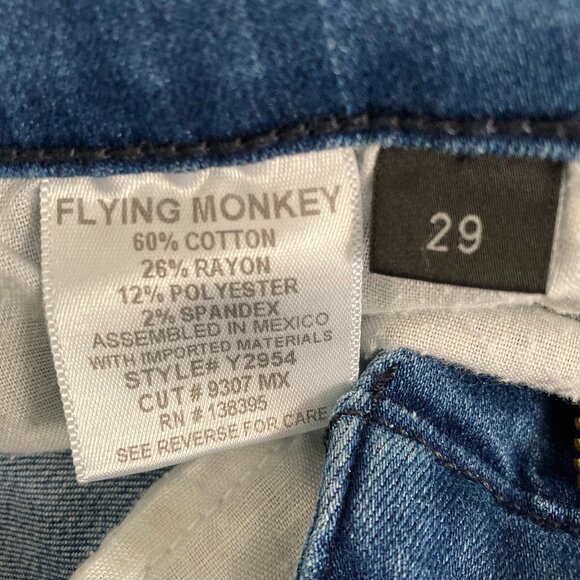 FLYING MONKEY
60% COTTON
26% RAYON
12% POLYESTER
2% SPANDEX
ASSEMBLED IN MEXICO
WITH IMPORTED MATERIALS
STYLE# Y2954
CUT# 9307 MX
RN # 138395
SEE REVERSE FOR CARE
29